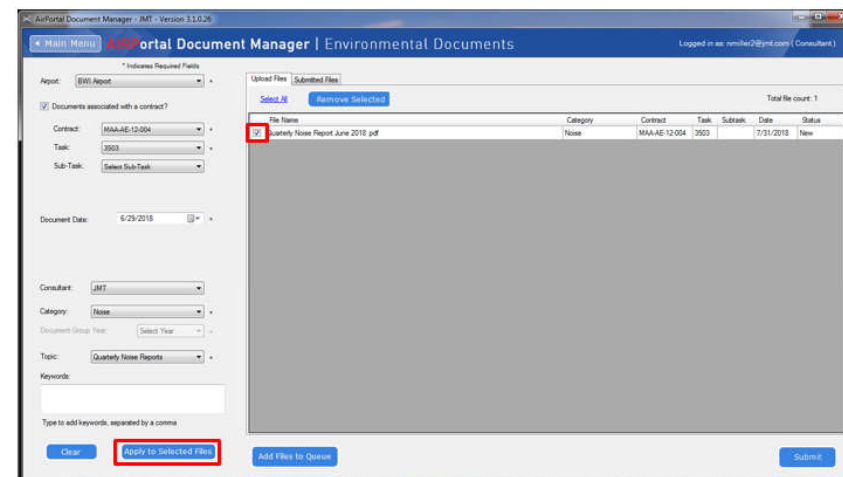 AirPortal Document Manager - JMT - Version 3.1.0.26
◄ Main Menu AIRPortal Document Manager | Environmental Documents
Logged in as: nmiller2@jmt.com ( Consultant )
* Indicates Required Fields
Airport: BWI Airport *
Documents associated with a contract?
Contract: MAA-AE-12-004 *
Task: 3503 *
Sub-Task: Select Sub-Task
Document Date: 6/29/2018 *
Consultant: JMT
Category: Noise *
Document Group Year: Select Year *
Topic: Quarterly Noise Reports *
Keywords:
Type to add keywords, separated by a comma
Clear Apply to Selected Files
Upload Files Submitted Files
Select All Remove Selected Total file count: 1
File Name Category Contract Task Subtask Date Status
Quarterly Noise Report June 2018.pdf Noise MAA-AE-12-004 3503 7/31/2018 New
Add Files to Queue Submit